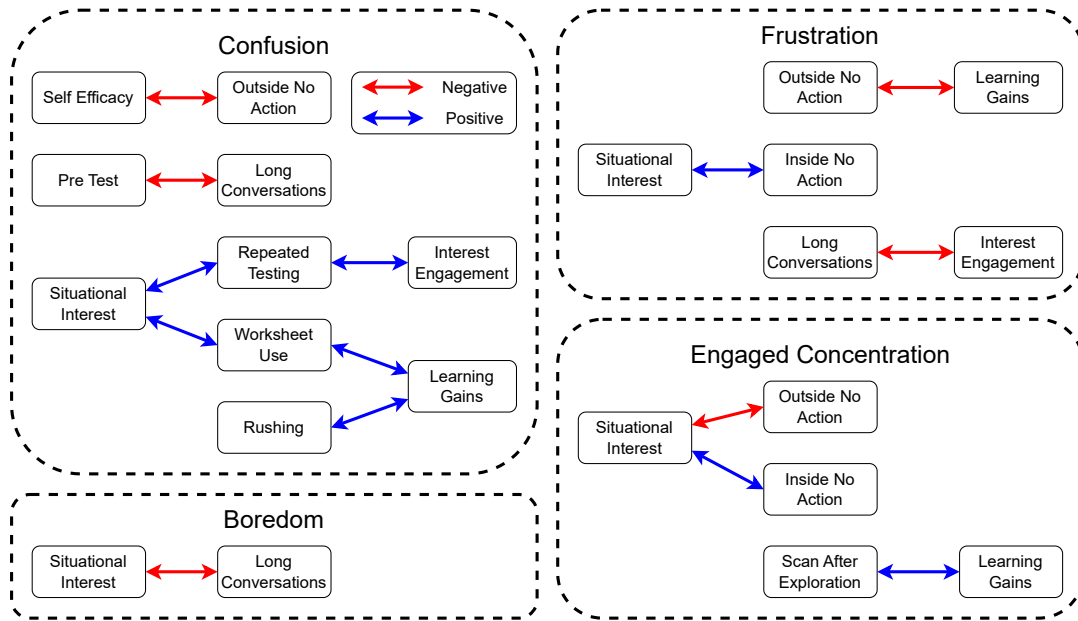 Confusion
Self Efficacy
Outside No
Action
Negative
Positive
Pre Test
Long
Conversations
Situational
Interest
Repeated
Testing
Interest
Engagement
Worksheet
Use
Learning
Gains
Rushing
Boredom
Situational
Interest
Long
Conversations
Frustration
Outside No
Action
Learning
Gains
Situational
Interest
Inside No
Action
Long
Conversations
Interest
Engagement
Engaged Concentration
Situational
Interest
Outside No
Action
Inside No
Action
Scan After
Exploration
Learning
Gains